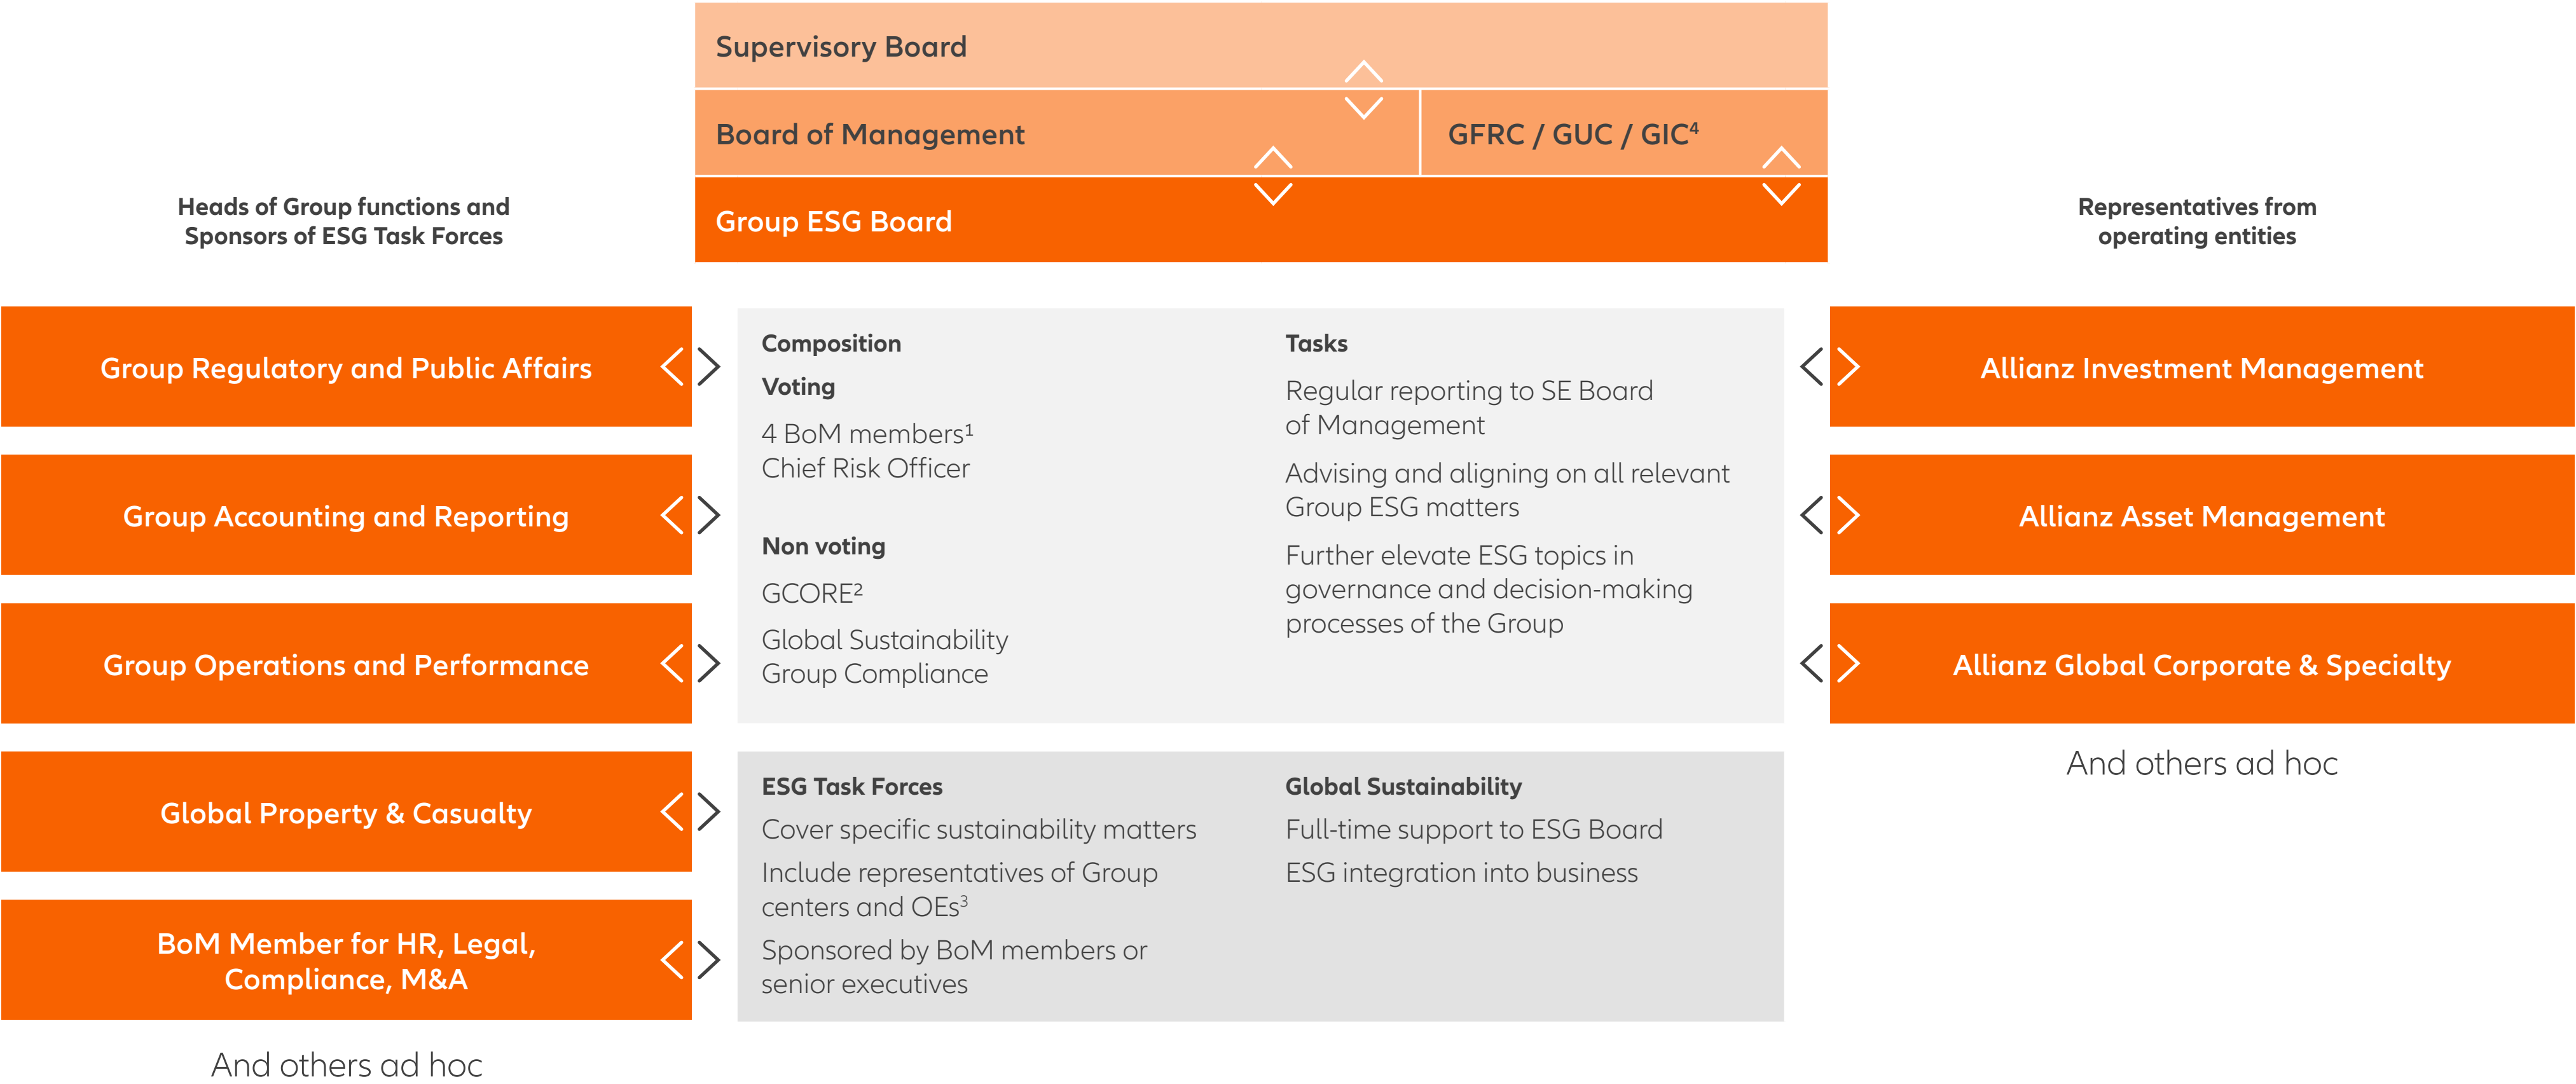 Supervisory Board
Board of Management
GFRC / GUC / GIC⁴
Group ESG Board
Heads of Group functions and
Sponsors of ESG Task Forces
Group Regulatory and Public Affairs
Group Accounting and Reporting
Group Operations and Performance
Global Property & Casualty
BoM Member for HR, Legal,
Compliance, M&A
And others ad hoc
Composition
Voting
4 BoM members¹
Chief Risk Officer
Non voting
GCORE²
Global Sustainability
Group Compliance
Tasks
Regular reporting to SE Board
of Management
Advising and aligning on all relevant
Group ESG matters
Further elevate ESG topics in
governance and decision-making
processes of the Group
ESG Task Forces
Cover specific sustainability matters
Include representatives of Group
centers and OEs³
Sponsored by BoM members or
senior executives
Global Sustainability
Full-time support to ESG Board
ESG integration into business
Representatives from
operating entities
Allianz Investment Management
Allianz Asset Management
Allianz Global Corporate & Specialty
And others ad hoc